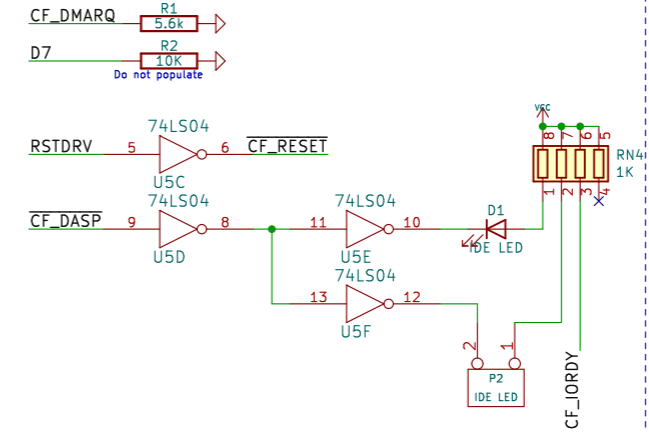 CF_DMARQ
R1
5.6k
D7
R2
10K
Do not populate
VCC
8
7
6
5
RN4
1K
1
2
3
4
74LS04
RSTDRV
5
6
CF_RESET
U5C
74LS04
CF_DASP
9
8
U5D
74LS04
11
10
U5E
D1
IDE LED
74LS04
13
12
U5F
2
1
P2
IDE LED
CF_IORDY